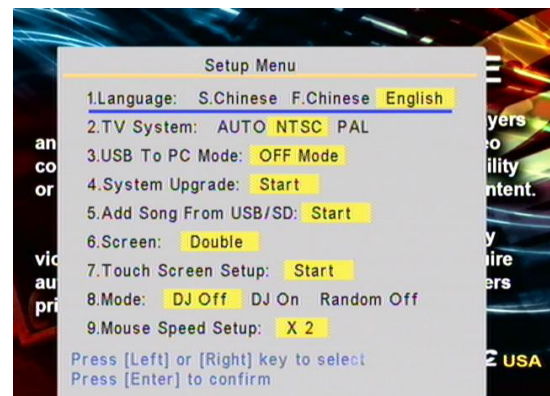 Setup Menu
1.Language: S.Chinese F.Chinese English
2.TV System: AUTO NTSC PAL
3.USB To PC Mode: OFF Mode
4.System Upgrade: Start
5.Add Song From USB/SD: Start
6.Screen: Double
7.Touch Screen Setup: Start
8.Mode: DJ Off DJ On Random Off
9.Mouse Speed Setup: X 2
Press [Left] or [Right] key to select
Press [Enter] to confirm
USA